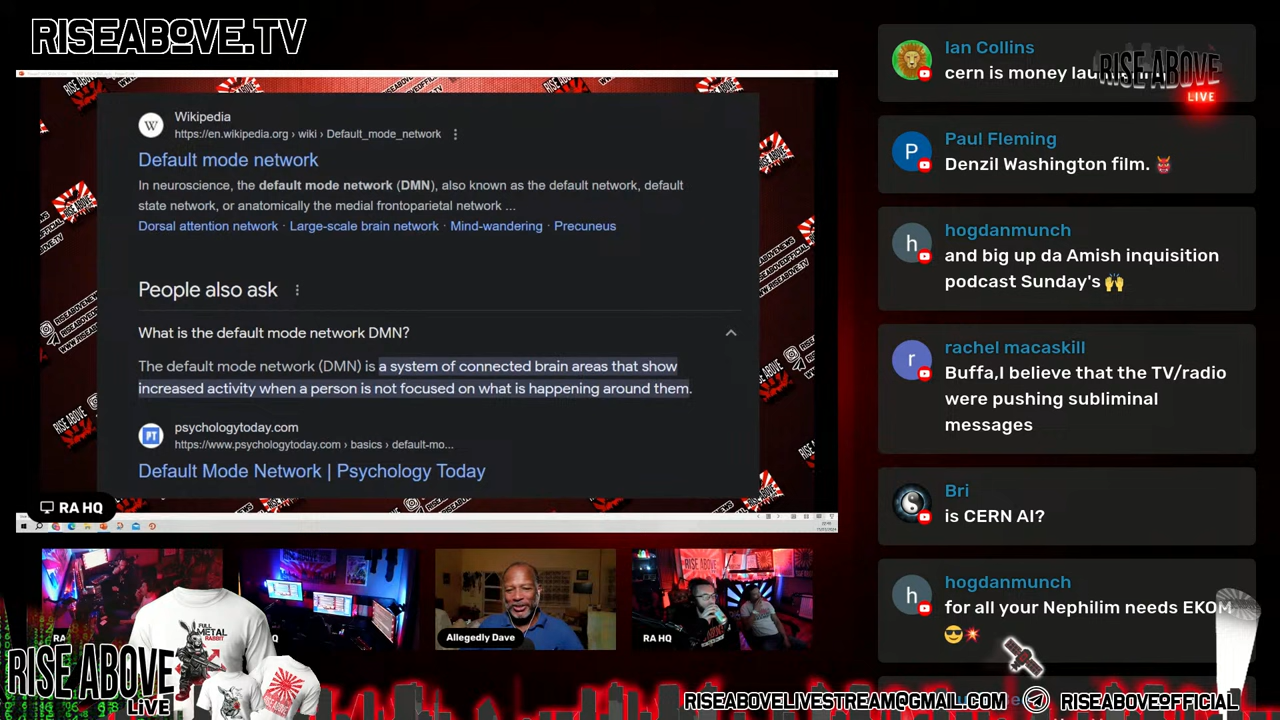 RISEABOVE.TV
Wikipedia
https://en.wikipedia.org › wiki › Default_mode_network
Default mode network
In neuroscience, the default mode network (DMN), also known as the default network, default
state network, or anatomically the medial frontoparietal network ...
Dorsal attention network · Large-scale brain network · Mind-wandering · Precuneus
People also ask
What is the default mode network DMN?
The default mode network (DMN) is a system of connected brain areas that show
increased activity when a person is not focused on what is happening around them.
psychologytoday.com
https://www.psychologytoday.com › basics › default-mo...
Default Mode Network | Psychology Today
RA HQ
Allegedly Dave
RA HQ
FULL
METAL
RABBIT
RISE ABOVE
LIVE
Ian Collins
cern is money
RISE ABOVE
LIVE
Paul Fleming
Denzil Washington film. 👹
hogdanmunch
and big up da Amish inquisition
podcast Sunday's 🙌
rachel macaskill
Buffa,I believe that the TV/radio
were pushing subliminal
messages
Bri
is CERN AI?
hogdanmunch
for all your Nephilim needs EKOM
😎💥
RISEABOVELIVESTREAM@GMAIL.COM
RISEABOVEOFFICIAL